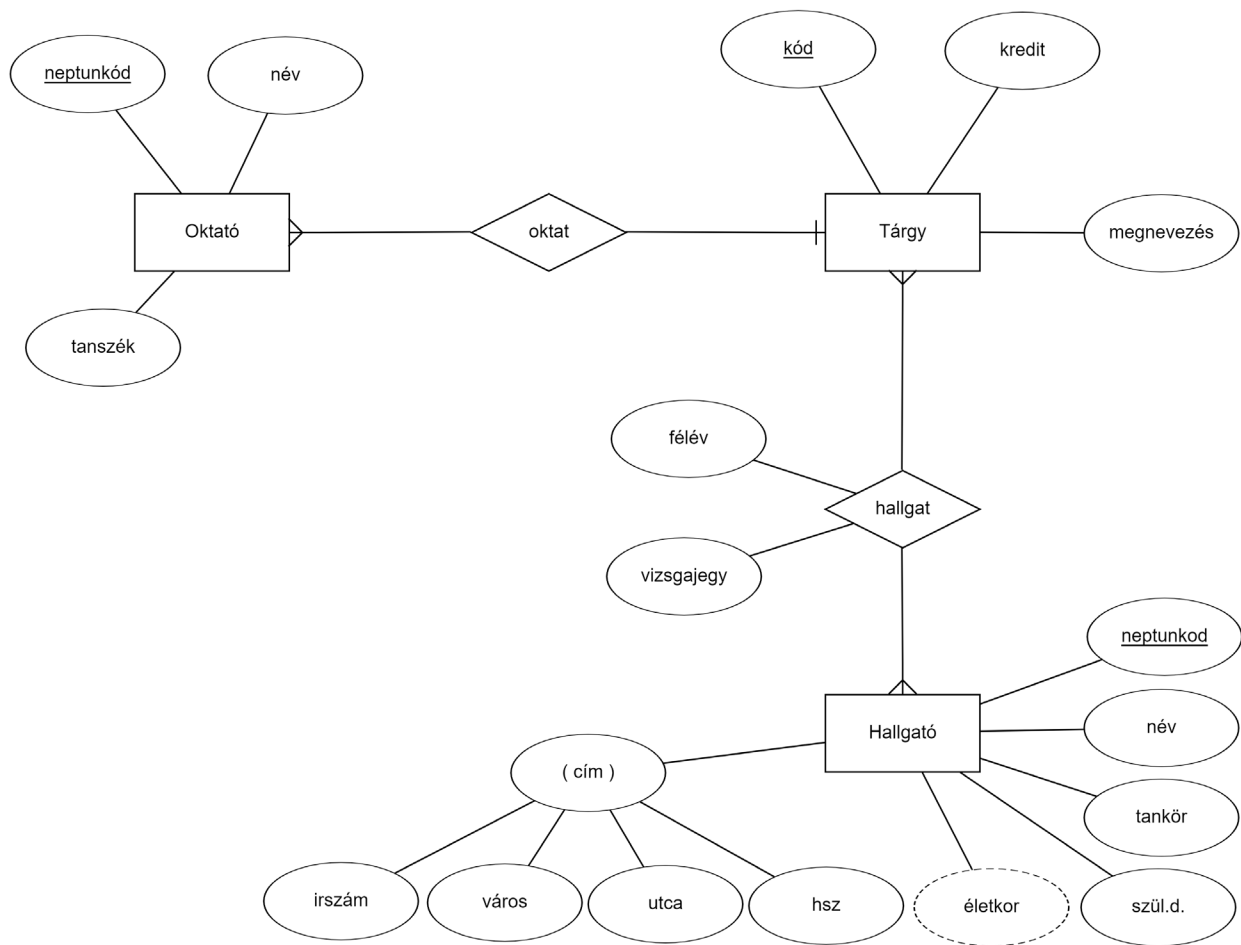 kód
kredit
neptunkód
név
Oktató
oktat
Tárgy
megnevezés
tanszék
félév
hallgat
vizsgajegy
neptunkod
Hallgató
név
( cím )
tankör
irszám
város
utca
hsz
életkor
szül.d.